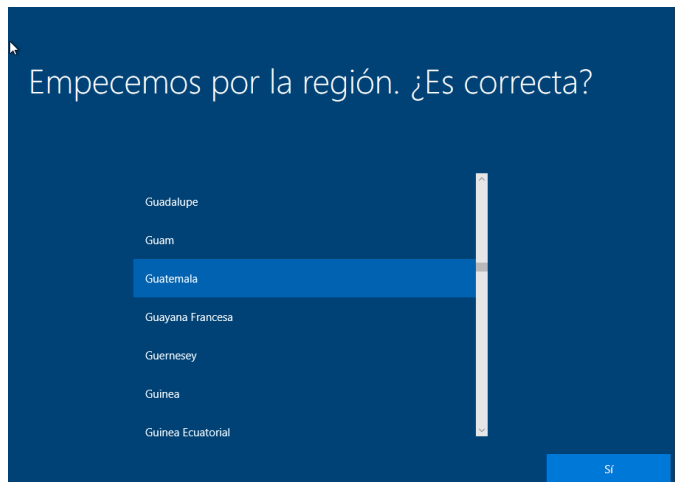 Empecemos por la región. ¿Es correcta?
Guadalupe
Guam
Guatemala
Guayana Francesa
Guernesey
Guinea
Guinea Ecuatorial
Sí